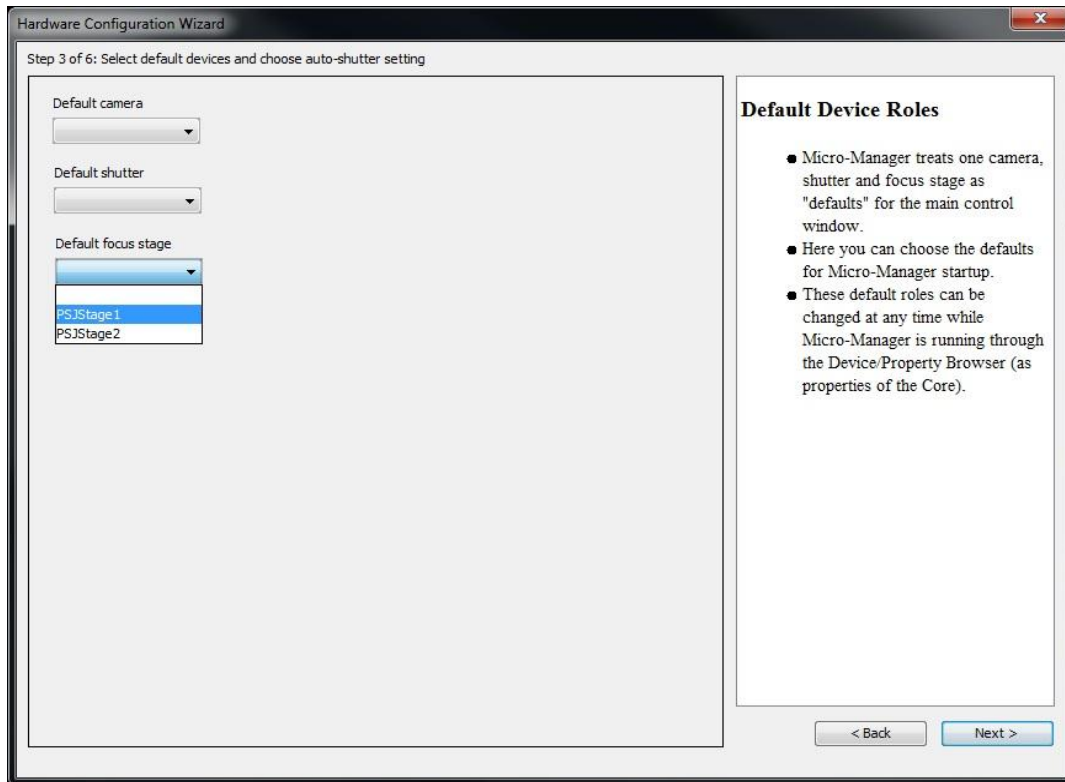 Hardware Configuration Wizard
Step 3 of 6: Select default devices and choose auto-shutter setting
Default camera
Default shutter
Default focus stage
PSJStage1
PSJStage2
Default Device Roles
Micro-Manager treats one camera,
shutter and focus stage as
"defaults" for the main control
window.
Here you can choose the defaults
for Micro-Manager startup.
These default roles can be
changed at any time while
Micro-Manager is running through
the Device/Property Browser (as
properties of the Core).
< Back
Next >